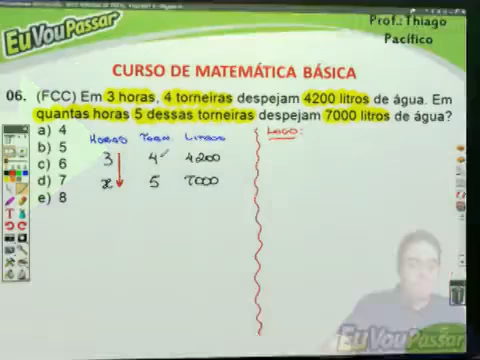 EuVouPassar
Prof.: Thiago
Pacífico
CURSO DE MATEMÁTICA BÁSICA
06. (FCC) Em 3 horas, 4 torneiras despejam 4200 litros de água. Em
quantas horas 5 dessas torneiras despejam 7000 litros de água?
a) 4
b) 5
c) 6
d) 7
e) 8
HORAS TORN. LITROS
3 4 4200
x 5 7000
LOGO:
EuVouPassar